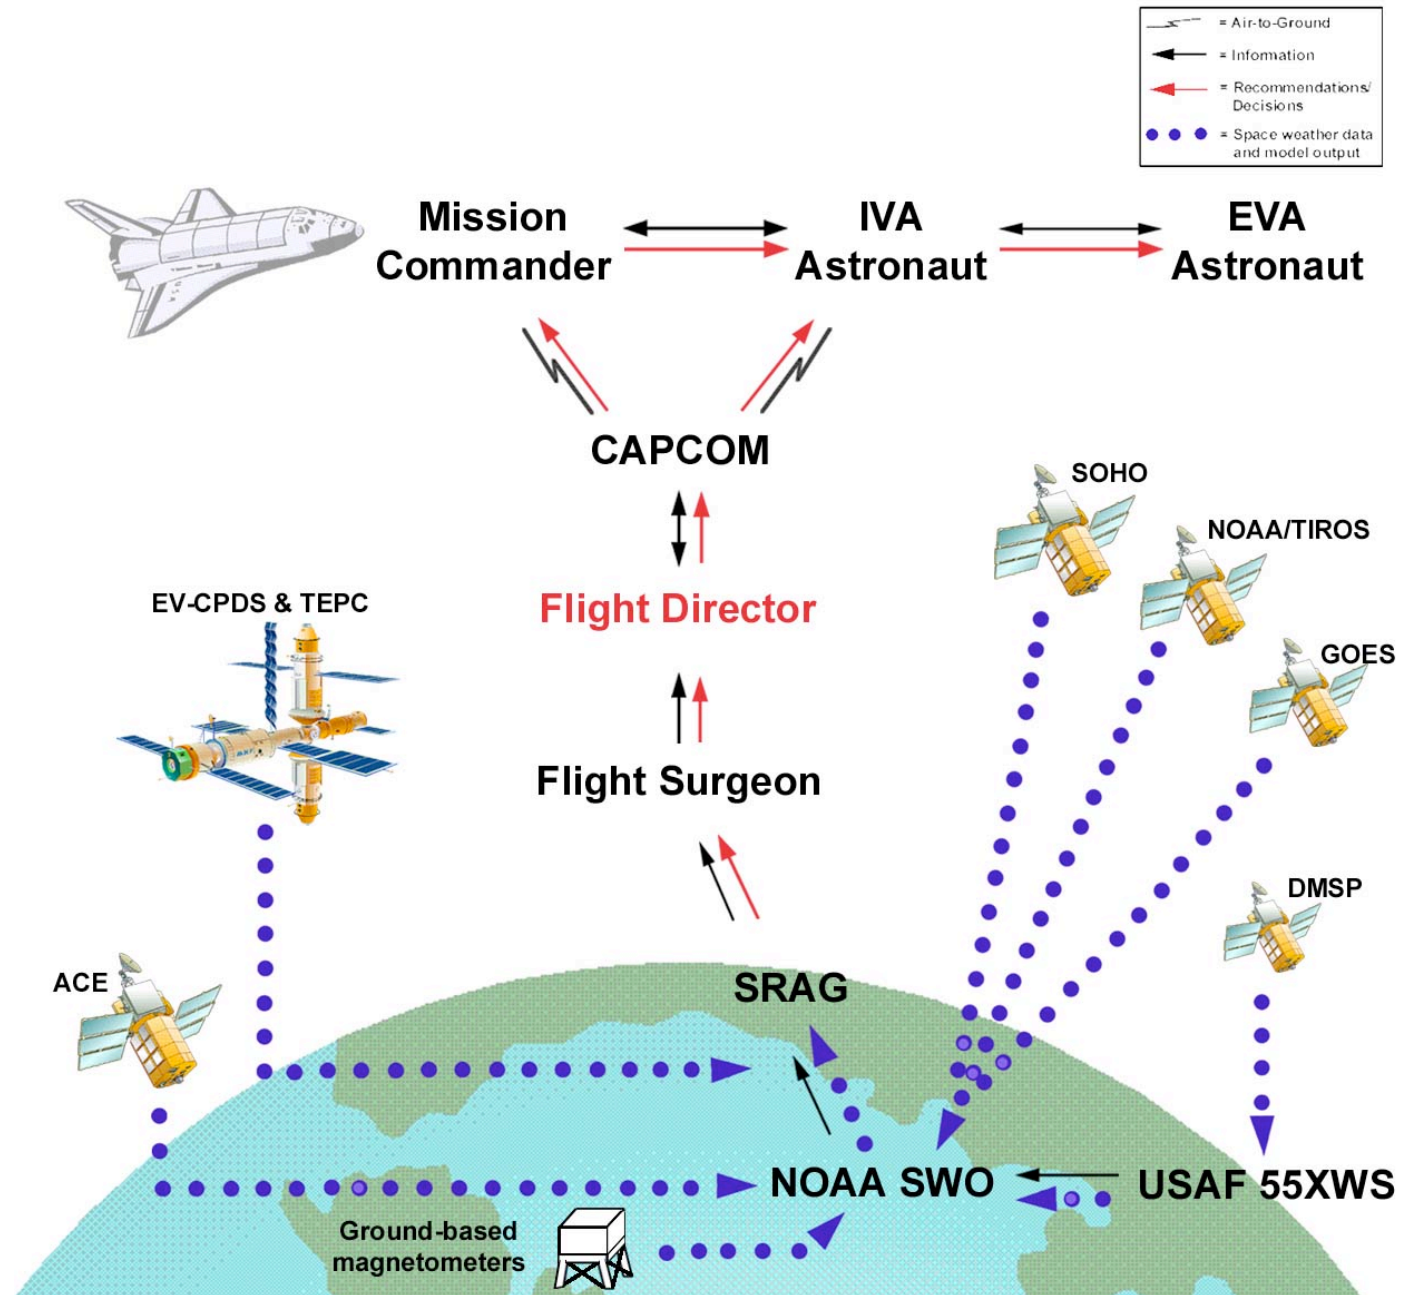 = Air-to-Ground
= Information
= Recommendations/
Decisions
= Space weather data
and model output
Mission
Commander
IVA
Astronaut
EVA
Astronaut
CAPCOM
SOHO
NOAA/TIROS
EV-CPDS & TEPC
Flight Director
GOES
Flight Surgeon
DMSP
ACE
SRAG
NOAA SWO
USAF 55XWS
Ground-based
magnetometers
USA